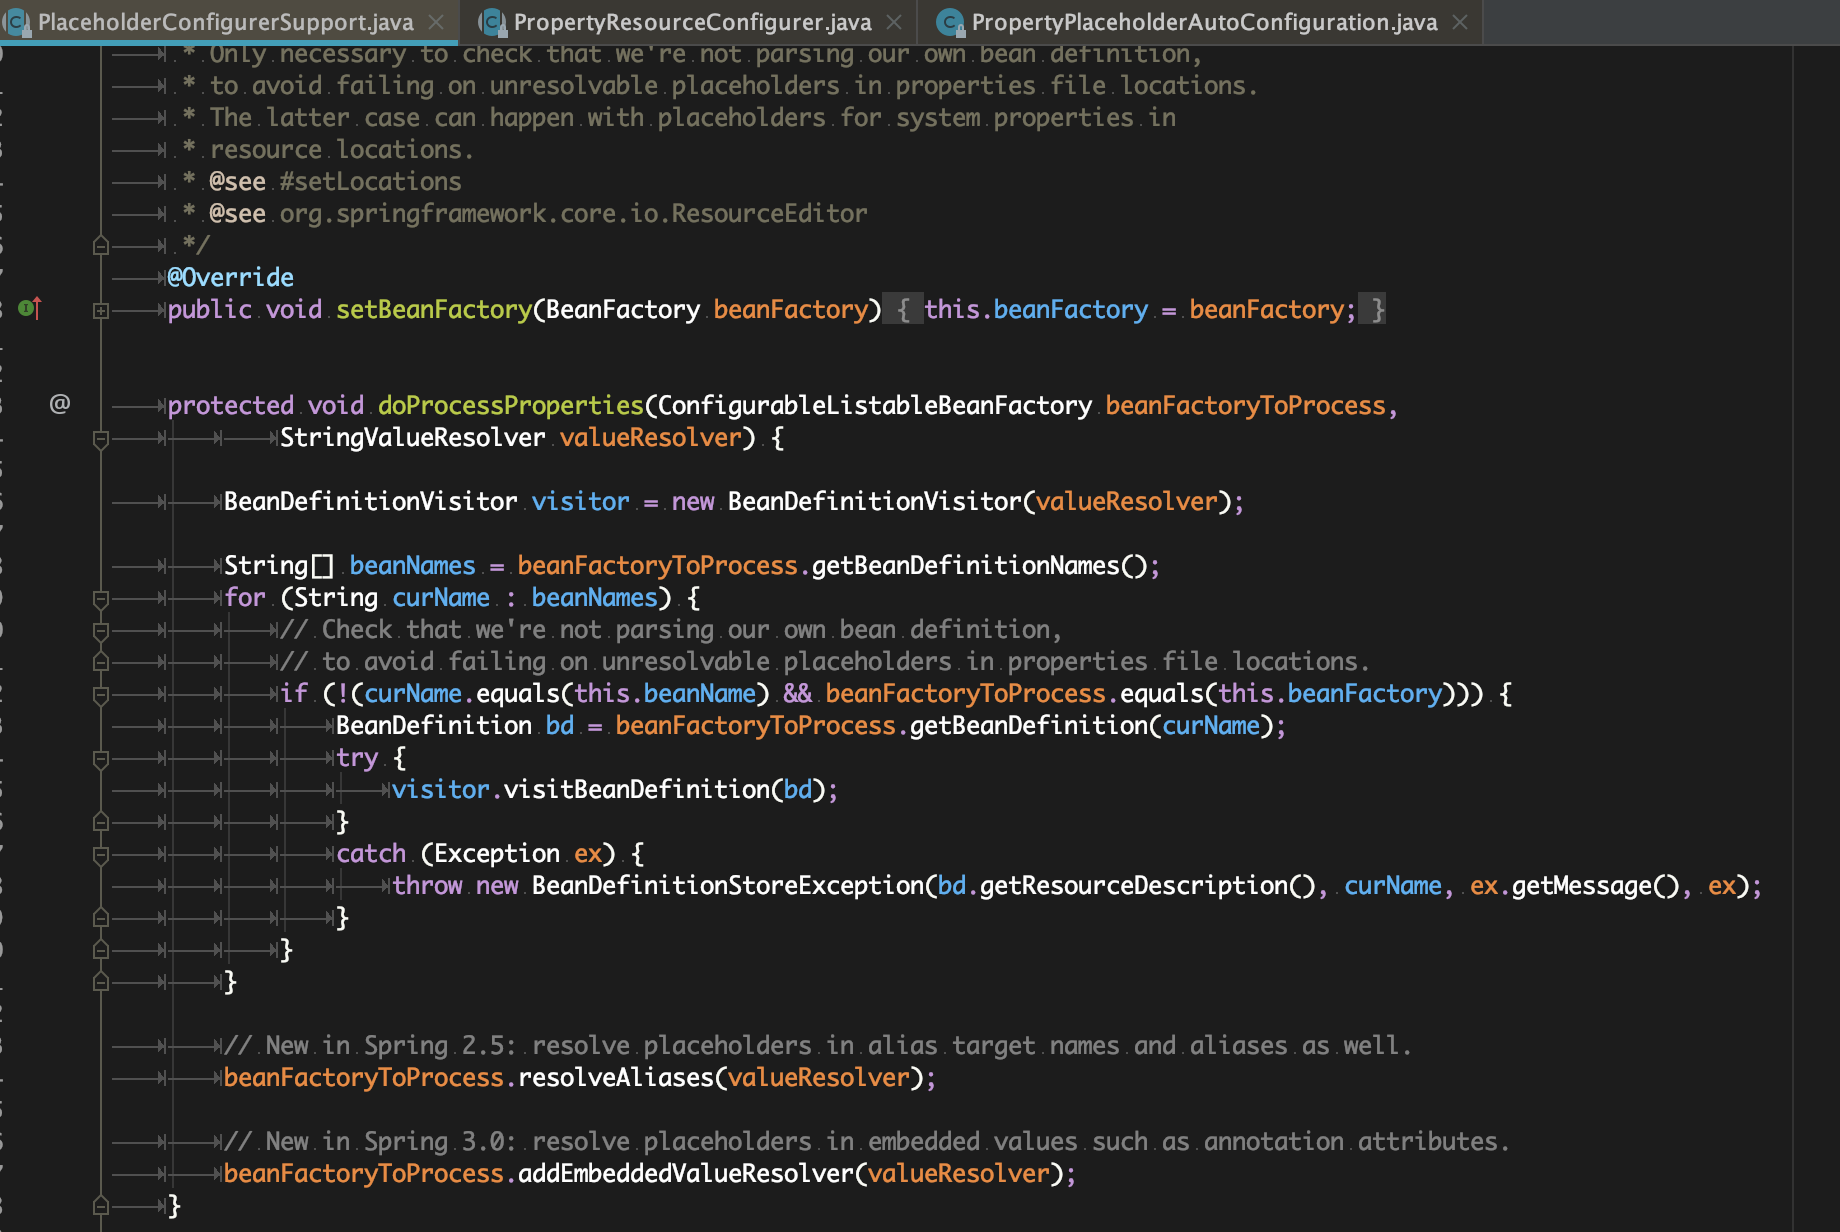 PlaceholderConfigurerSupport.java PropertyResourceConfigurer.java PropertyPlaceholderAutoConfiguration.java
* Only necessary to check that we're not parsing our own bean definition,
* to avoid failing on unresolvable placeholders in properties file locations.
* The latter case can happen with placeholders for system properties in
* resource locations.
* @see #setLocations
* @see org.springframework.core.io.ResourceEditor
*/
@Override
public void setBeanFactory(BeanFactory beanFactory) { this.beanFactory = beanFactory; }
@ protected void doProcessProperties(ConfigurableListableBeanFactory beanFactoryToProcess,
StringValueResolver valueResolver) {
BeanDefinitionVisitor visitor = new BeanDefinitionVisitor(valueResolver);
String[] beanNames = beanFactoryToProcess.getBeanDefinitionNames();
for (String curName : beanNames) {
// Check that we're not parsing our own bean definition,
// to avoid failing on unresolvable placeholders in properties file locations.
if (!(curName.equals(this.beanName) && beanFactoryToProcess.equals(this.beanFactory))) {
BeanDefinition bd = beanFactoryToProcess.getBeanDefinition(curName);
try {
visitor.visitBeanDefinition(bd);
}
catch (Exception ex) {
throw new BeanDefinitionStoreException(bd.getResourceDescription(), curName, ex.getMessage(), ex);
}
}
}
// New in Spring 2.5: resolve placeholders in alias target names and aliases as well.
beanFactoryToProcess.resolveAliases(valueResolver);
// New in Spring 3.0: resolve placeholders in embedded values such as annotation attributes.
beanFactoryToProcess.addEmbeddedValueResolver(valueResolver);
}